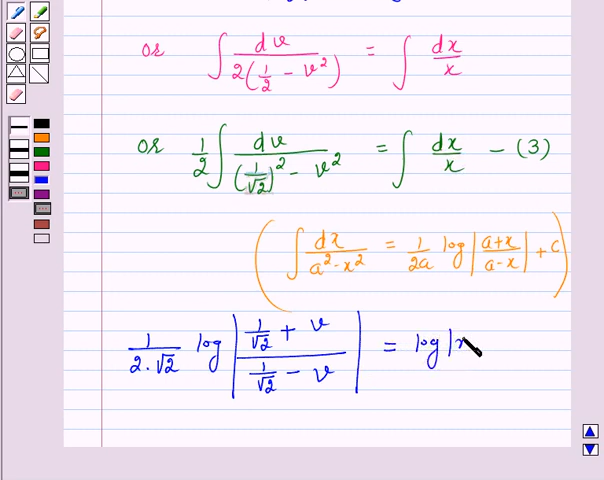 or ∫ dv / 2(1/2 - v²) = ∫ dx/x
or 1/2 ∫ dv / (1/√2)² - v² = ∫ dx/x - (3)
( ∫ dx / a²-x² = 1/2a log |a+x / a-x| + c )
1 / 2·√2 log | 1/√2 + v / 1/√2 - v | = log |x